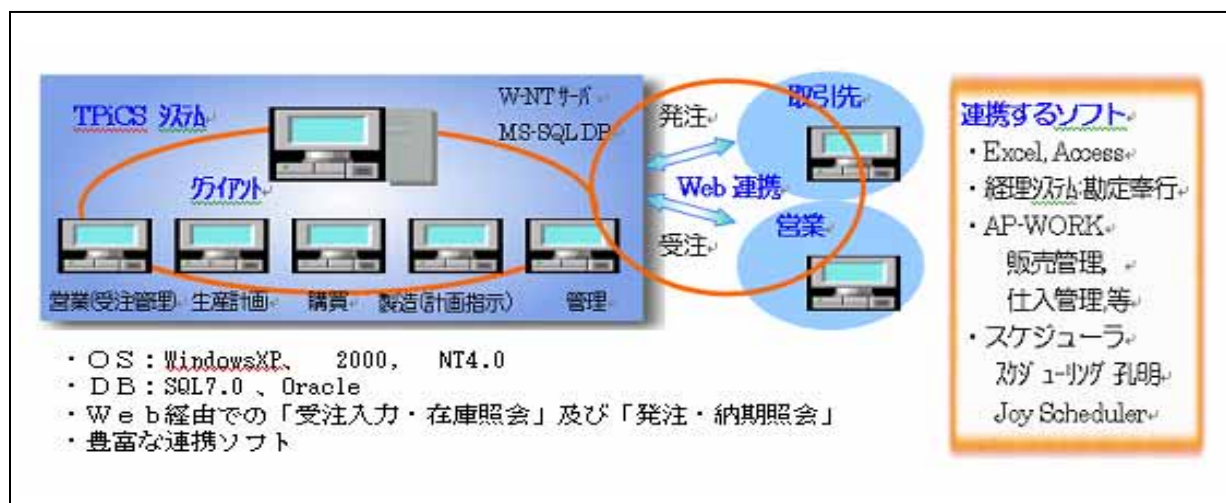 TPiCS ｼｽﾃﾑ
W-NTサーバ
MS-SQL DP
クライアント
営業(受注管理)
生産計画
購買
製造(計画指示)
管理
発注
Web 連携
受注
取引先
営業
連携するソフト
・Excel, Access
・経理ｼｽﾃﾑ:勘定奉行
・AP-WORK
販売管理,
仕入管理,等
・スケジューラ
ｽｹｼﾞｭｰﾘﾝｸﾞ 孔明
Joy Scheduler
・ＯＳ：WindowsXP、 2000, NT4.0
・ＤＢ：SQL7.0 、Oracle
・Ｗｅｂ経由での「受注入力・在庫照会」及び「発注・納期照会」
・豊富な連携ソフト